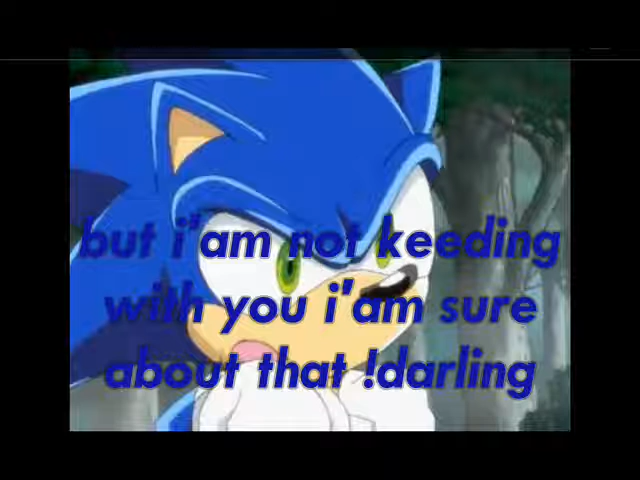 but i'am not keeding
with you i'am sure
about that !darling